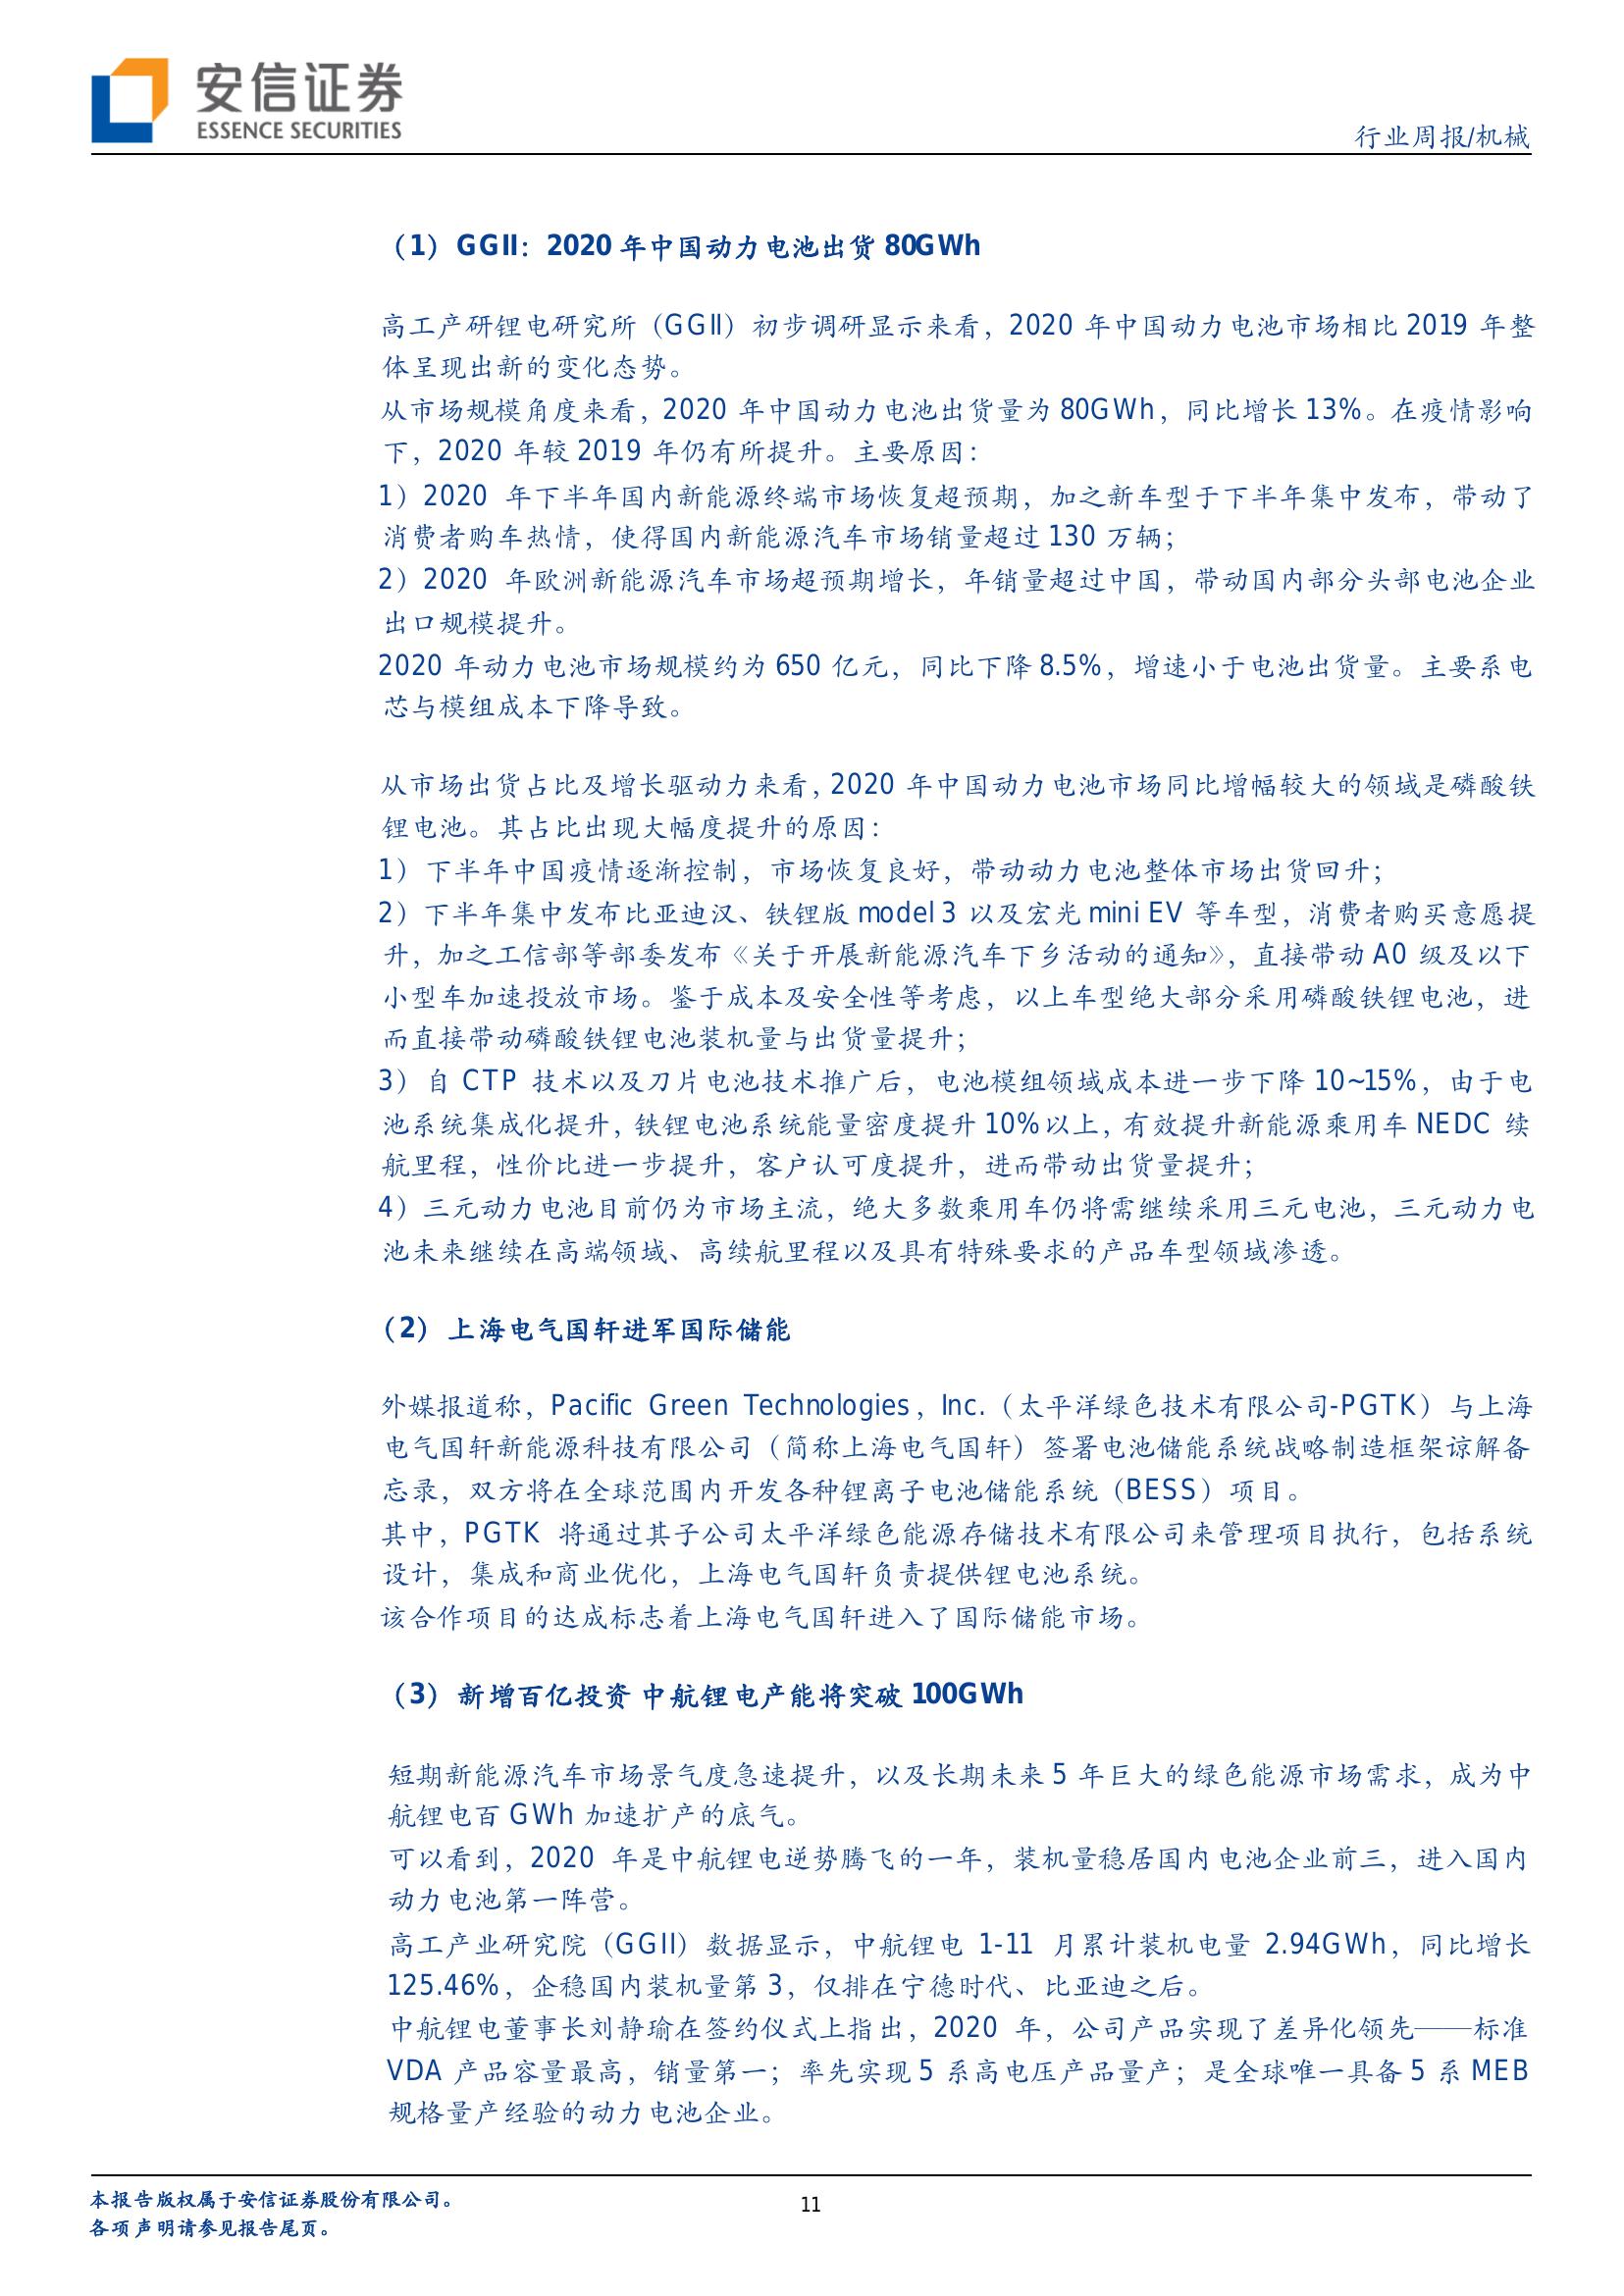 安信证券
ESSENCE SECURITIES
行业周报/机械
（1）GGII：2020 年中国动力电池出货 80GWh
高工产研锂电研究所（GGII）初步调研显示来看，2020 年中国动力电池市场相比 2019 年整
体呈现出新的变化态势。
从市场规模角度来看，2020 年中国动力电池出货量为 80GWh，同比增长 13%。在疫情影响
下，2020 年较 2019 年仍有所提升。主要原因：
1）2020 年下半年国内新能源终端市场恢复超预期，加之新车型于下半年集中发布，带动了
消费者购车热情，使得国内新能源汽车市场销量超过 130 万辆；
2）2020 年欧洲新能源汽车市场超预期增长，年销量超过中国，带动国内部分头部电池企业
出口规模提升。
2020 年动力电池市场规模约为 650 亿元，同比下降 8.5%，增速小于电池出货量。主要系电
芯与模组成本下降导致。
从市场出货占比及增长驱动力来看，2020 年中国动力电池市场同比增幅较大的领域是磷酸铁
锂电池。其占比出现大幅度提升的原因：
1）下半年中国疫情逐渐控制，市场恢复良好，带动动力电池整体市场出货回升；
2）下半年集中发布比亚迪汉、铁锂版 model 3 以及宏光 mini EV 等车型，消费者购买意愿提
升，加之工信部等部委发布《关于开展新能源汽车下乡活动的通知》，直接带动 A0 级及以下
小型车加速投放市场。鉴于成本及安全性等考虑，以上车型绝大部分采用磷酸铁锂电池，进
而直接带动磷酸铁锂电池装机量与出货量提升；
3）自 CTP 技术以及刀片电池技术推广后，电池模组领域成本进一步下降 10~15%，由于电
池系统集成化提升，铁锂电池系统能量密度提升 10%以上，有效提升新能源乘用车 NEDC 续
航里程，性价比进一步提升，客户认可度提升，进而带动出货量提升；
4）三元动力电池目前仍为市场主流，绝大多数乘用车仍将需继续采用三元电池，三元动力电
池未来继续在高端领域、高续航里程以及具有特殊要求的产品车型领域渗透。
（2）上海电气国轩进军国际储能
外媒报道称，Pacific Green Technologies，Inc.（太平洋绿色技术有限公司-PGTK）与上海
电气国轩新能源科技有限公司（简称上海电气国轩）签署电池储能系统战略制造框架谅解备
忘录，双方将在全球范围内开发各种锂离子电池储能系统（BESS）项目。
其中，PGTK 将通过其子公司太平洋绿色能源存储技术有限公司来管理项目执行，包括系统
设计，集成和商业优化，上海电气国轩负责提供锂电池系统。
该合作项目的达成标志着上海电气国轩进入了国际储能市场。
（3）新增百亿投资 中航锂电产能将突破 100GWh
短期新能源汽车市场景气度急速提升，以及长期未来 5 年巨大的绿色能源市场需求，成为中
航锂电百 GWh 加速扩产的底气。
可以看到，2020 年是中航锂电逆势腾飞的一年，装机量稳居国内电池企业前三，进入国内
动力电池第一阵营。
高工产业研究院（GGII）数据显示，中航锂电 1-11 月累计装机电量 2.94GWh，同比增长
125.46%，企稳国内装机量第 3，仅排在宁德时代、比亚迪之后。
中航锂电董事长刘静瑜在签约仪式上指出，2020 年，公司产品实现了差异化领先——标准
VDA 产品容量最高，销量第一；率先实现 5 系高电压产品量产；是全球唯一具备 5 系 MEB
规格量产经验的动力电池企业。
本报告版权属于安信证券股份有限公司。
11
各项声明请参见报告尾页。